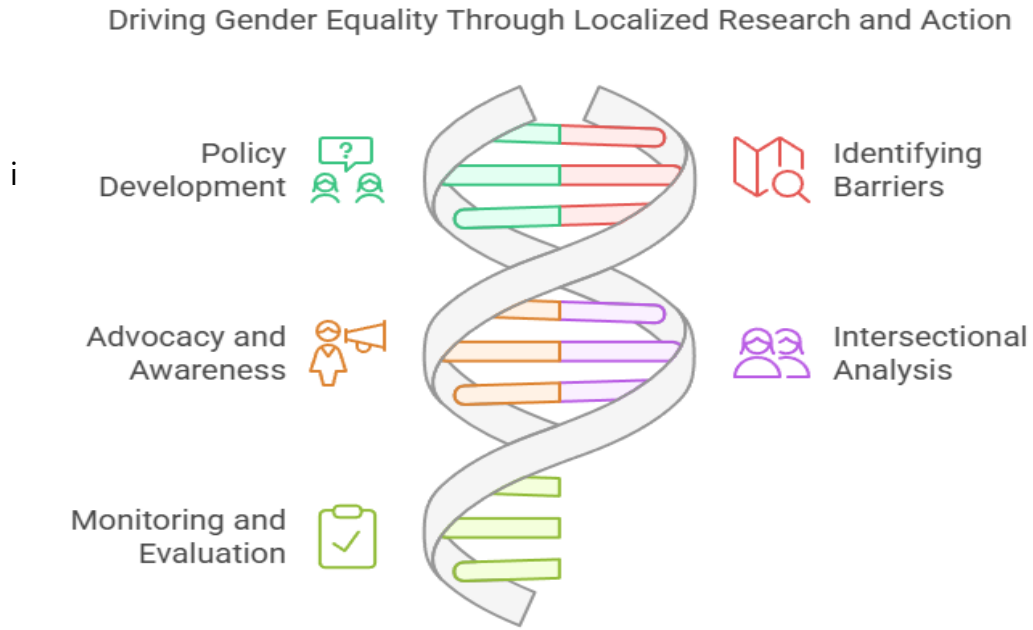 Driving Gender Equality Through Localized Research and Action
i
Policy
Development
?
Identifying
Barriers
Advocacy and
Awareness
Intersectional
Analysis
Monitoring and
Evaluation